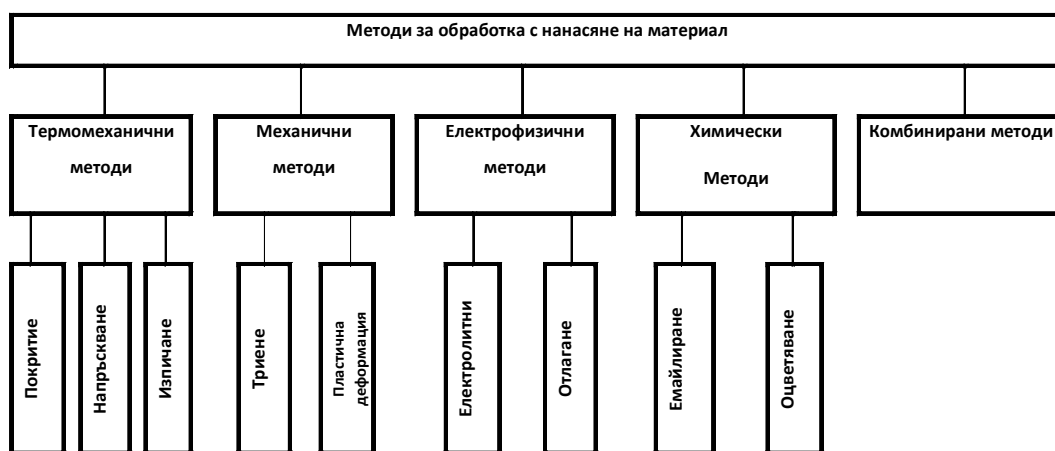 Методи за обработка с нанасяне на материал
Термомеханични
методи
Механични
методи
Електрофизични
методи
Химически
Методи
Комбинирани методи
Покритие
Напръскване
Изпичане
Триене
Пластична
деформация
Електролитни
Отлагане
Емайлиране
Оцветяване